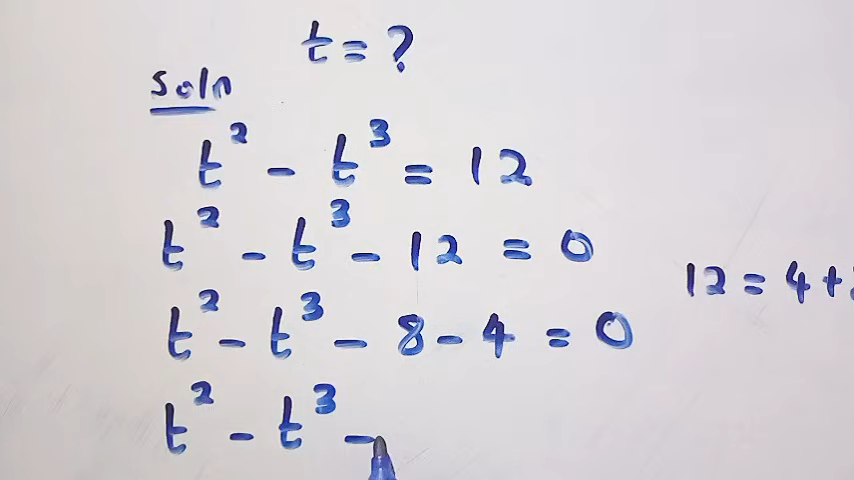 t = ?
Soln
t² - t³ = 12
t² - t³ - 12 = 0
12 = 4 +
t² - t³ - 8 - 4 = 0
t² - t³ -